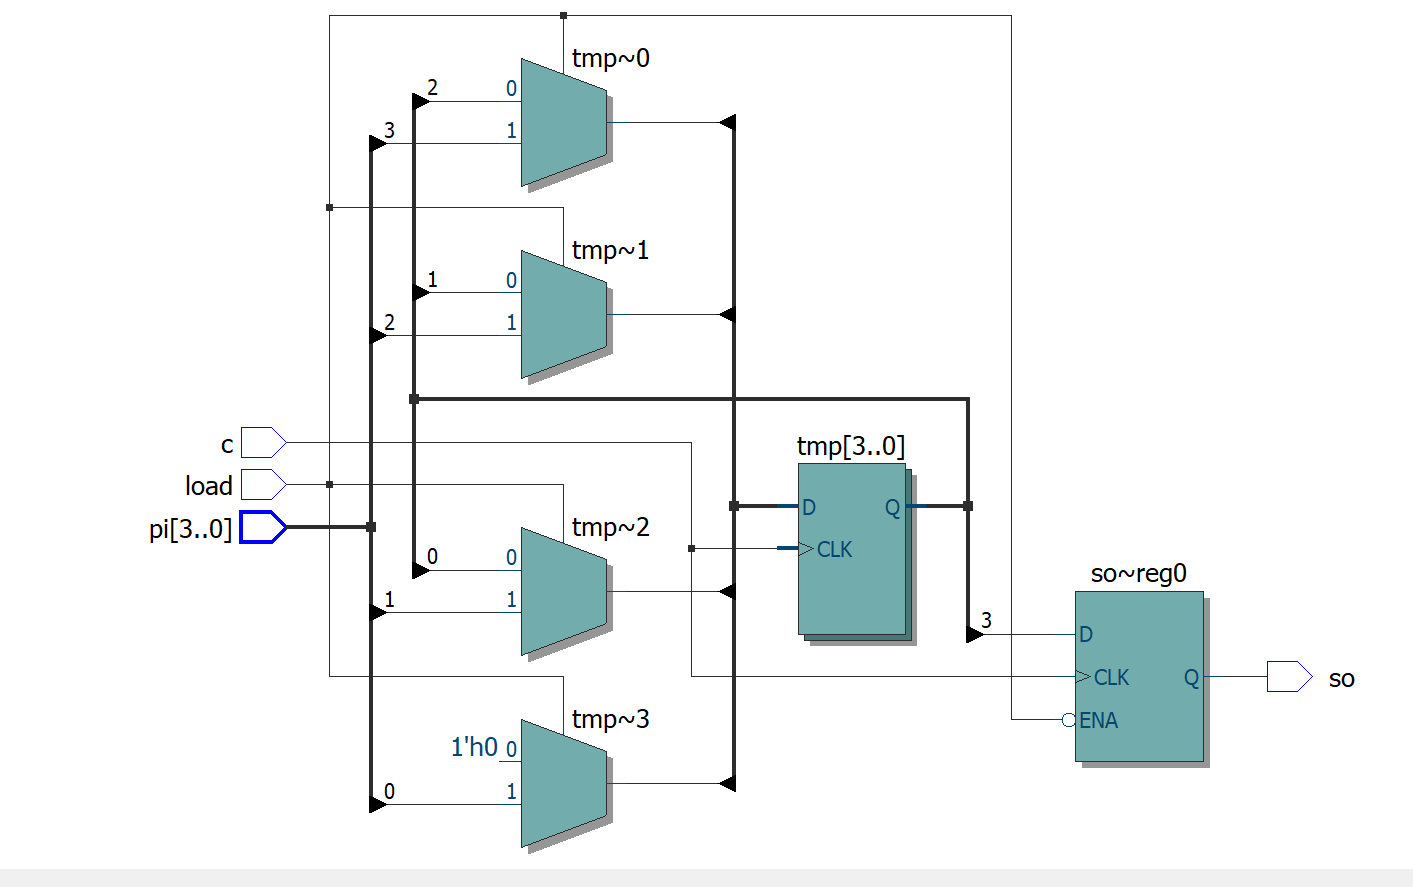 tmp~0
2 0
3 1
tmp~1
1 0
2 1
c
load
pi[3..0]
tmp[3..0]
D Q
CLK
tmp~2
0 0
1 1
so~reg0
3 D
CLK Q
ENA
so
tmp~3
1'h0 0
0 1